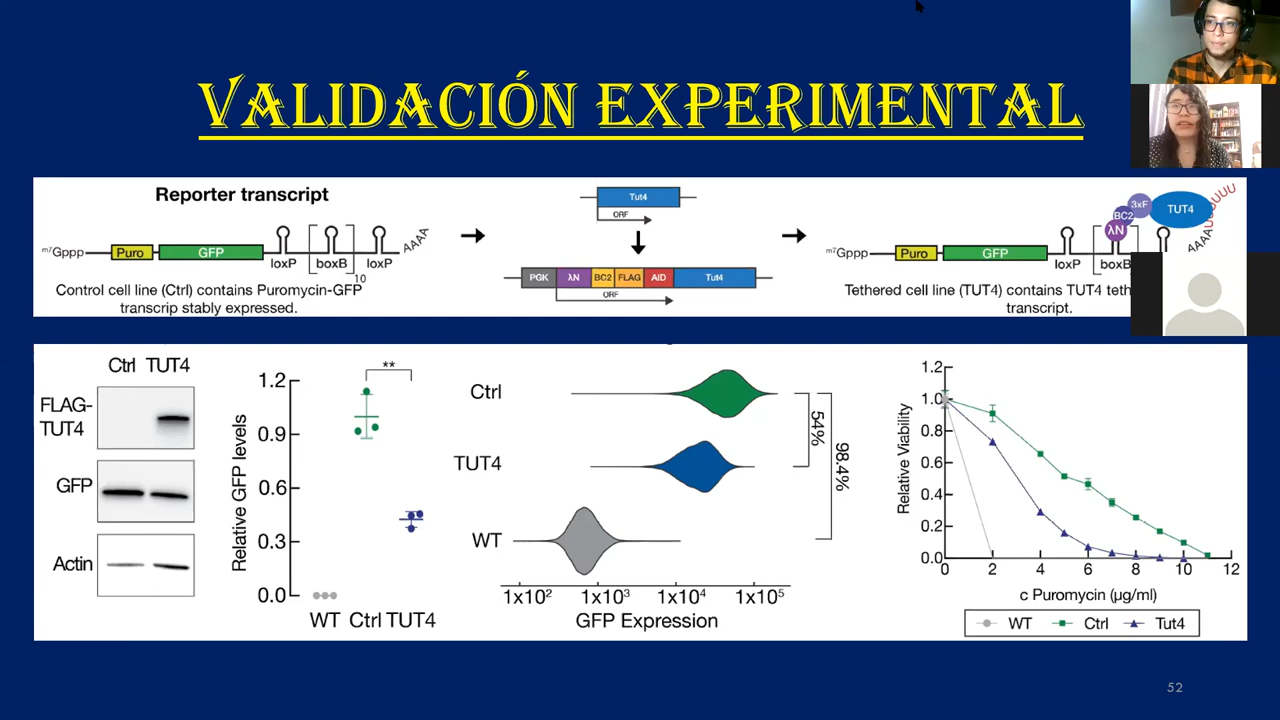 VALIDACIÓN EXPERIMENTAL
Reporter transcript
m⁷Gppp
Puro
GFP
loxP
boxB
loxP
10
AAAA
Control cell line (Ctrl) contains Puromycin-GFP
transcrip stably expressed.
Tut4
ORF
PGK λN BC2 FLAG AID Tut4
ORF
m⁷Gppp
Puro
GFP
loxP
boxB
λN
BC2
3xF
TUT4
AAAAUUUUUU
Tethered cell line (TUT4) contains TUT4 teth
transcript.
Ctrl TUT4
FLAG-
TUT4
GFP
Actin
Relative GFP levels
1.2
0.9
0.6
0.3
0.0
**
WT Ctrl TUT4
Ctrl
TUT4
WT
54%
98.4%
1x10² 1x10³ 1x10⁴ 1x10⁵
GFP Expression
Relative Viability
1.2
1.0
0.8
0.6
0.4
0.2
0.0
0 2 4 6 8 10 12
c Puromycin (µg/ml)
WT Ctrl Tut4
52